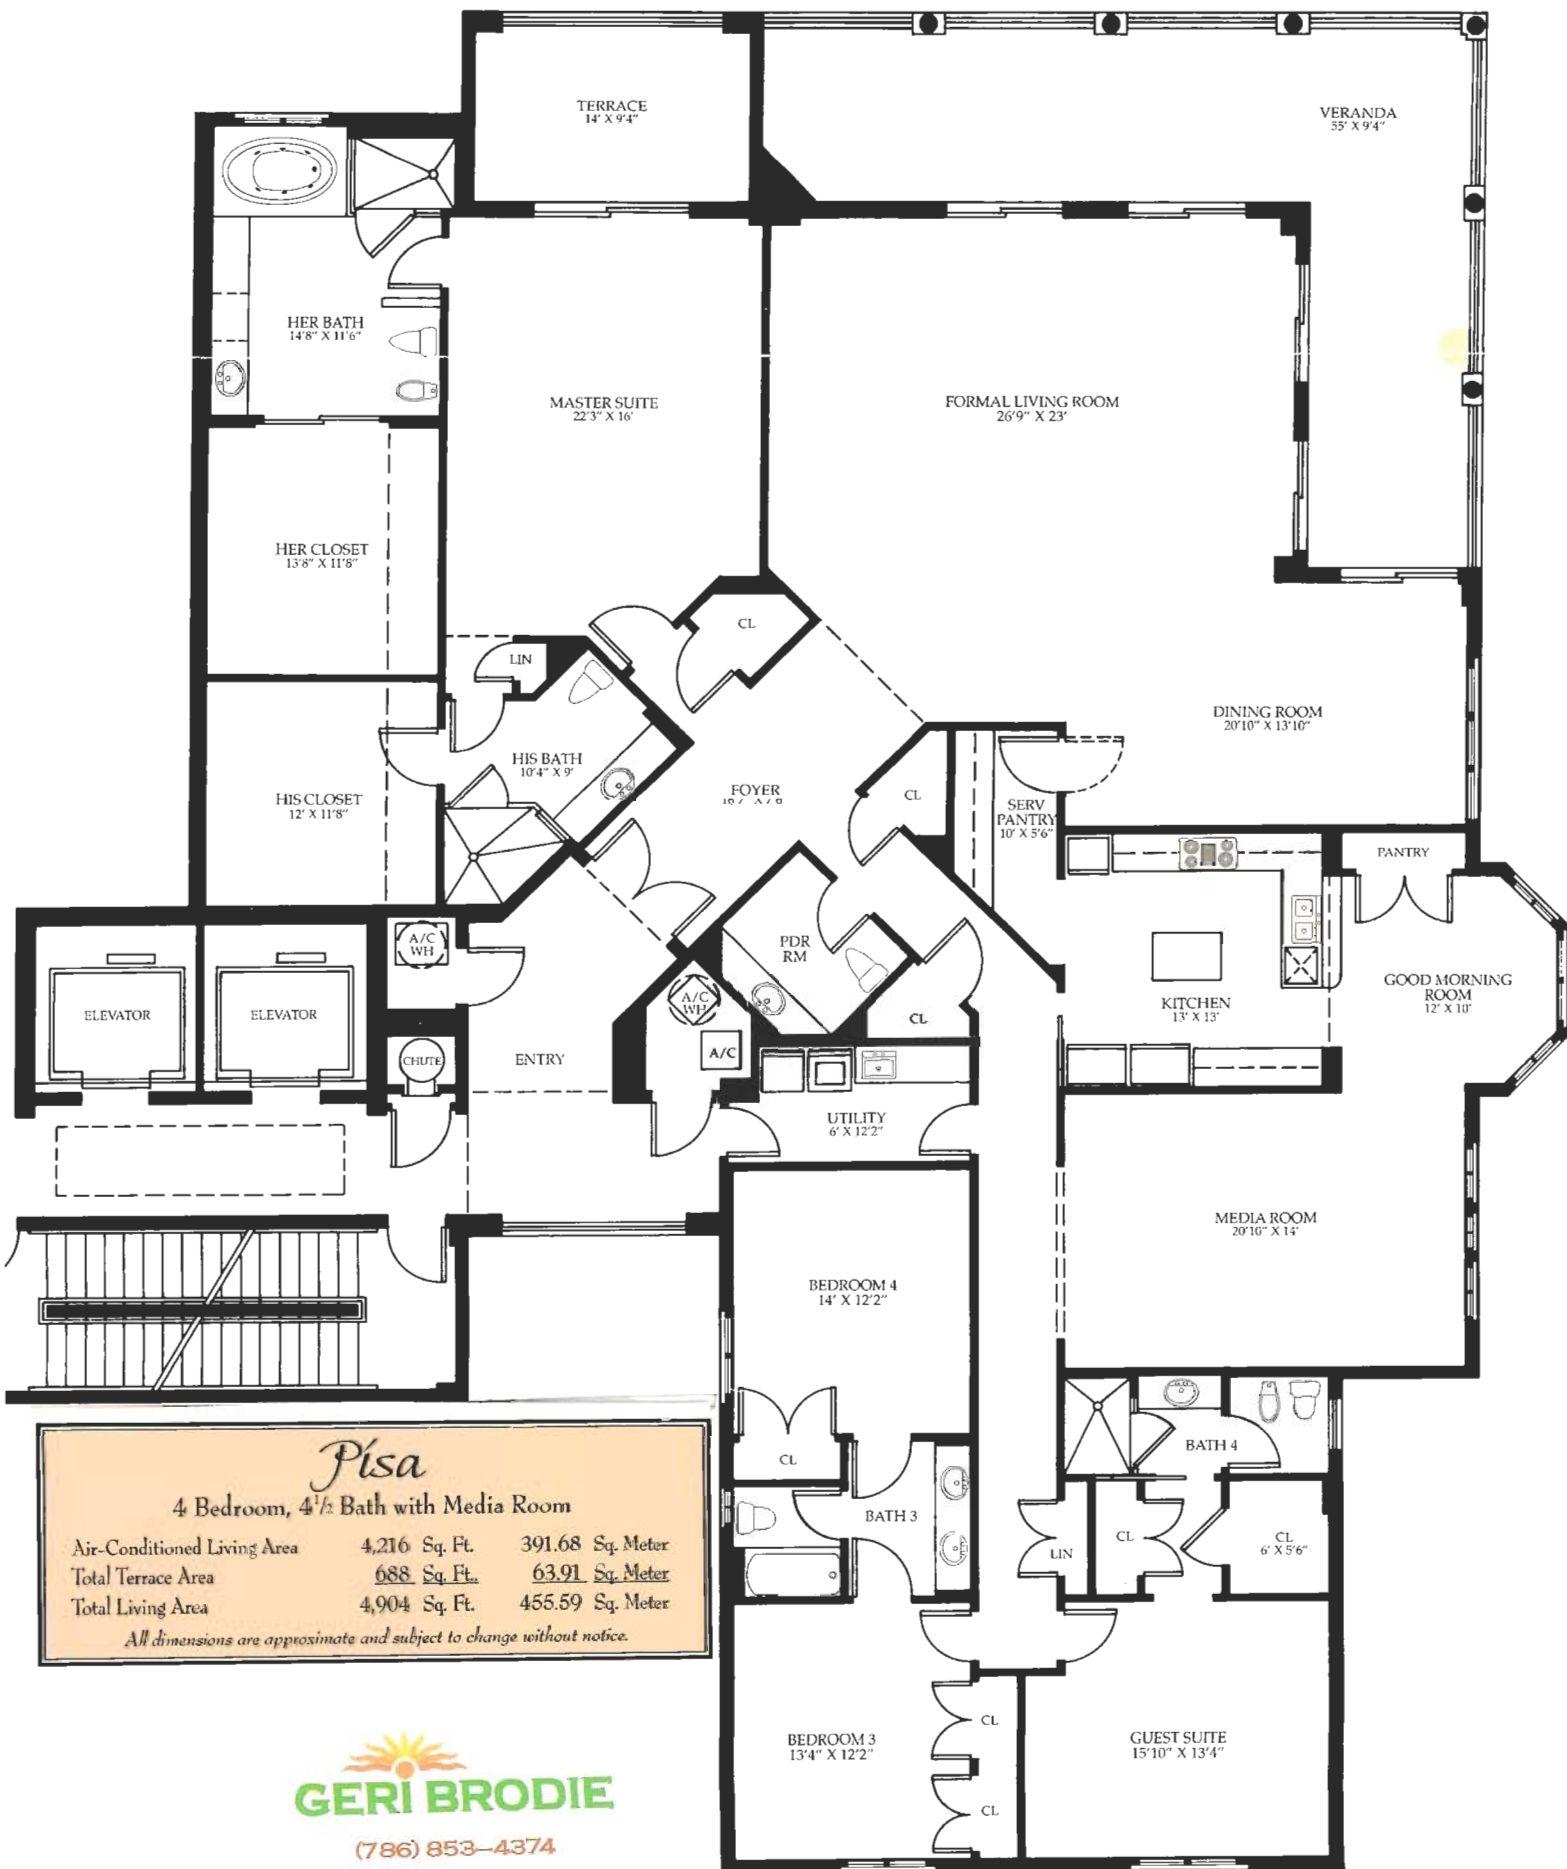 TERRACE
14' X 9'4"
VERANDA
55' X 9'4"
HER BATH
14'8" X 11'6"
MASTER SUITE
22'3" X 16'
FORMAL LIVING ROOM
26'9" X 23'
HER CLOSET
13'8" X 11'8"
CL
LIN
DINING ROOM
20'10" X 13'10"
HIS BATH
10'4" X 9'
HIS CLOSET
12' X 11'8"
FOYER
CL
SERV
PANTRY
10' X 5'6"
PANTRY
A/C
WH
PDR
RM
A/C
WH
GOOD MORNING
ROOM
12' X 10'
KITCHEN
13' X 13'
ELEVATOR
ELEVATOR
CL
CHUTE
ENTRY
A/C
UTILITY
6' X 12'2"
MEDIA ROOM
20'10" X 14'
BEDROOM 4
14' X 12'2"
CL
BATH 4
BATH 3
LIN
CL
CL
6' X 5'6"
Pisa
4 Bedroom, 4 1/2 Bath with Media Room
Air-Conditioned Living Area 4,216 Sq. Ft. 391.68 Sq. Meter
Total Terrace Area 688 Sq. Ft. 63.91 Sq. Meter
Total Living Area 4,904 Sq. Ft. 455.59 Sq. Meter
All dimensions are approximate and subject to change without notice.
BEDROOM 3
13'4" X 12'2"
CL
CL
GUEST SUITE
15'10" X 13'4"
GERI BRODIE
(786) 853-4374